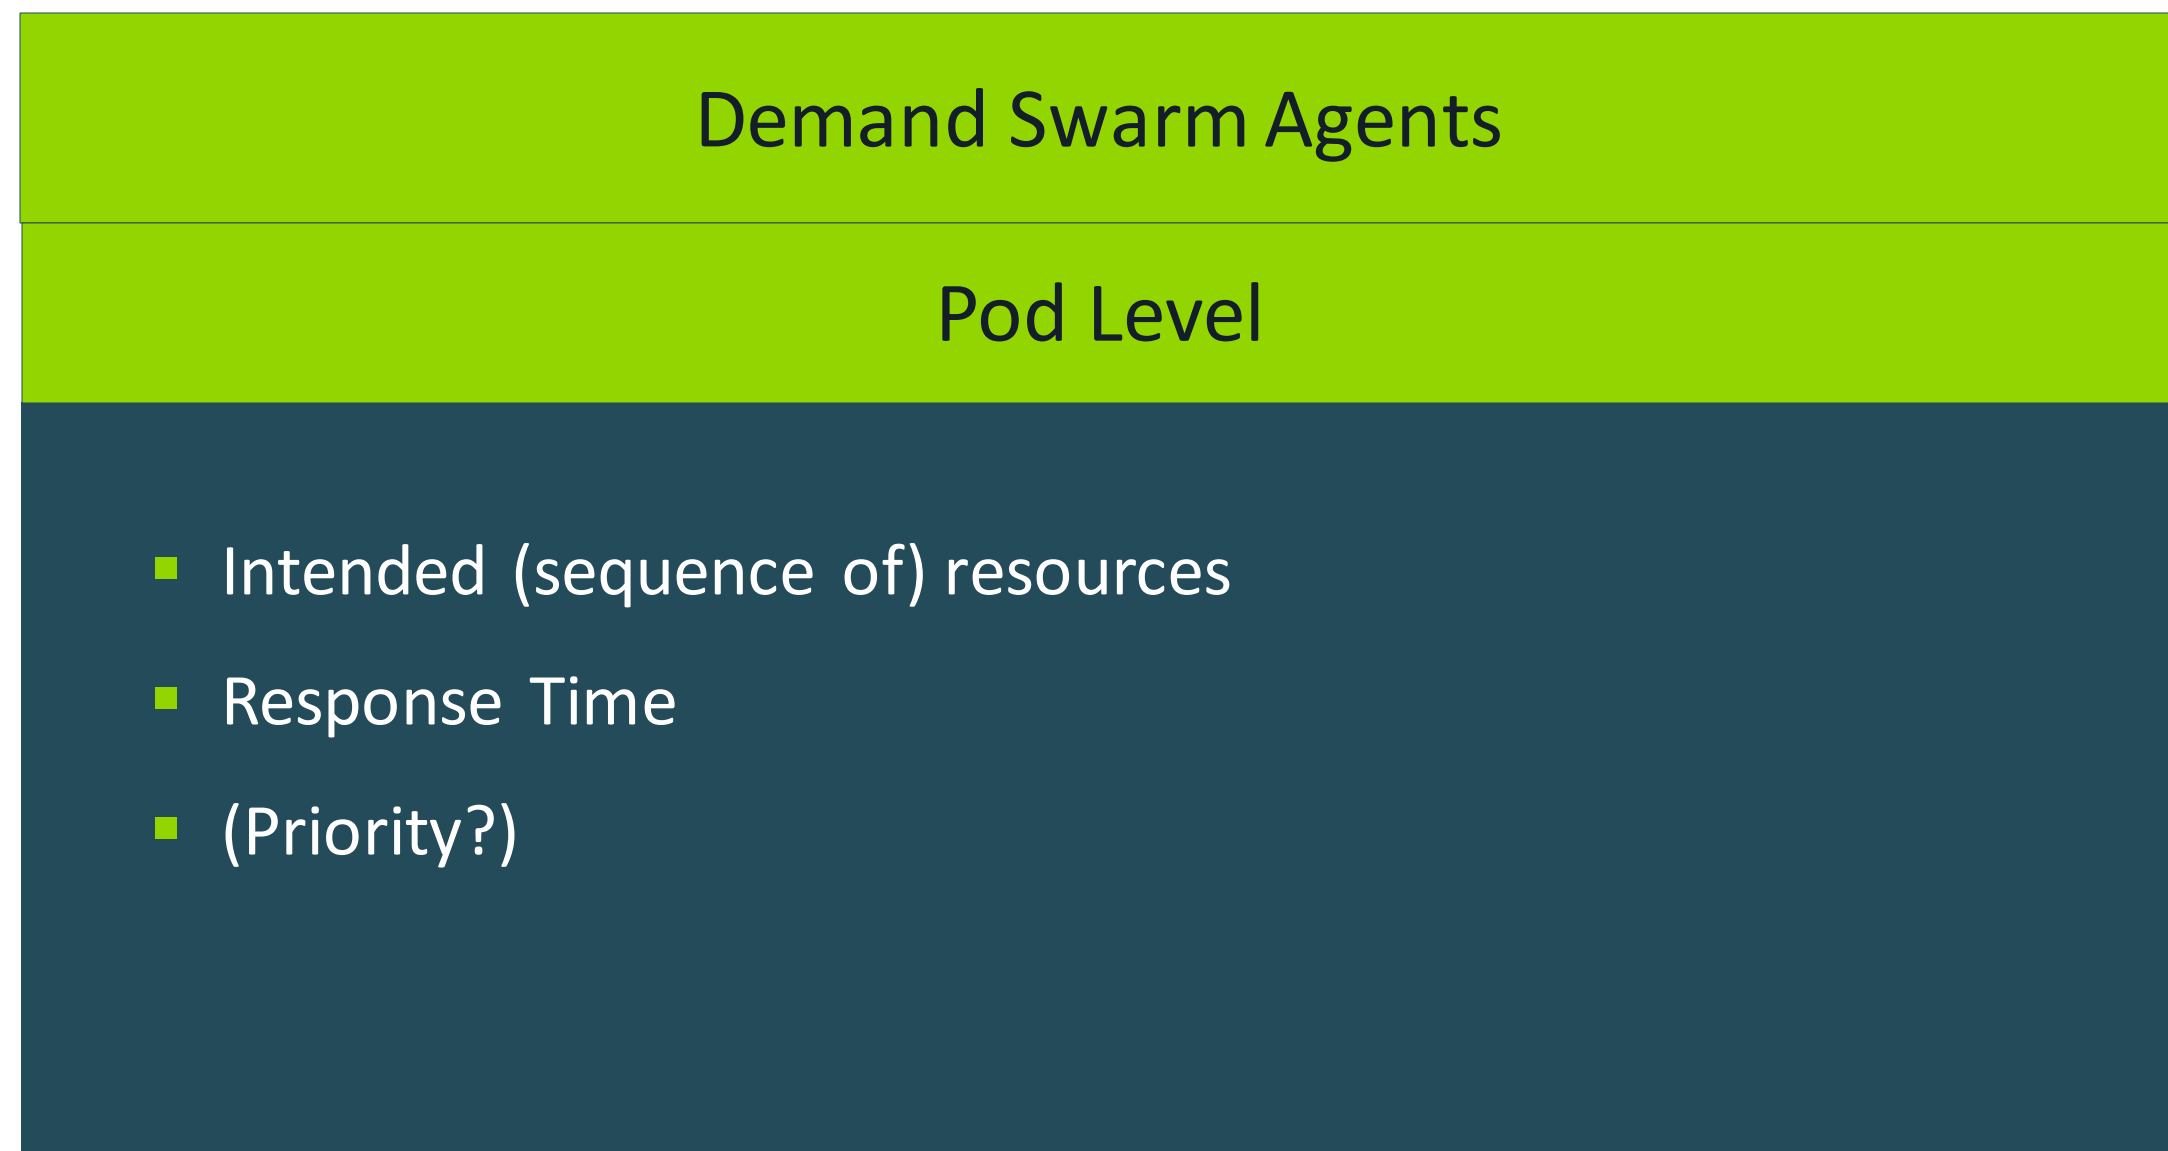 Demand Swarm Agents
Pod Level
Intended (sequence of) resources
Response Time
(Priority?)